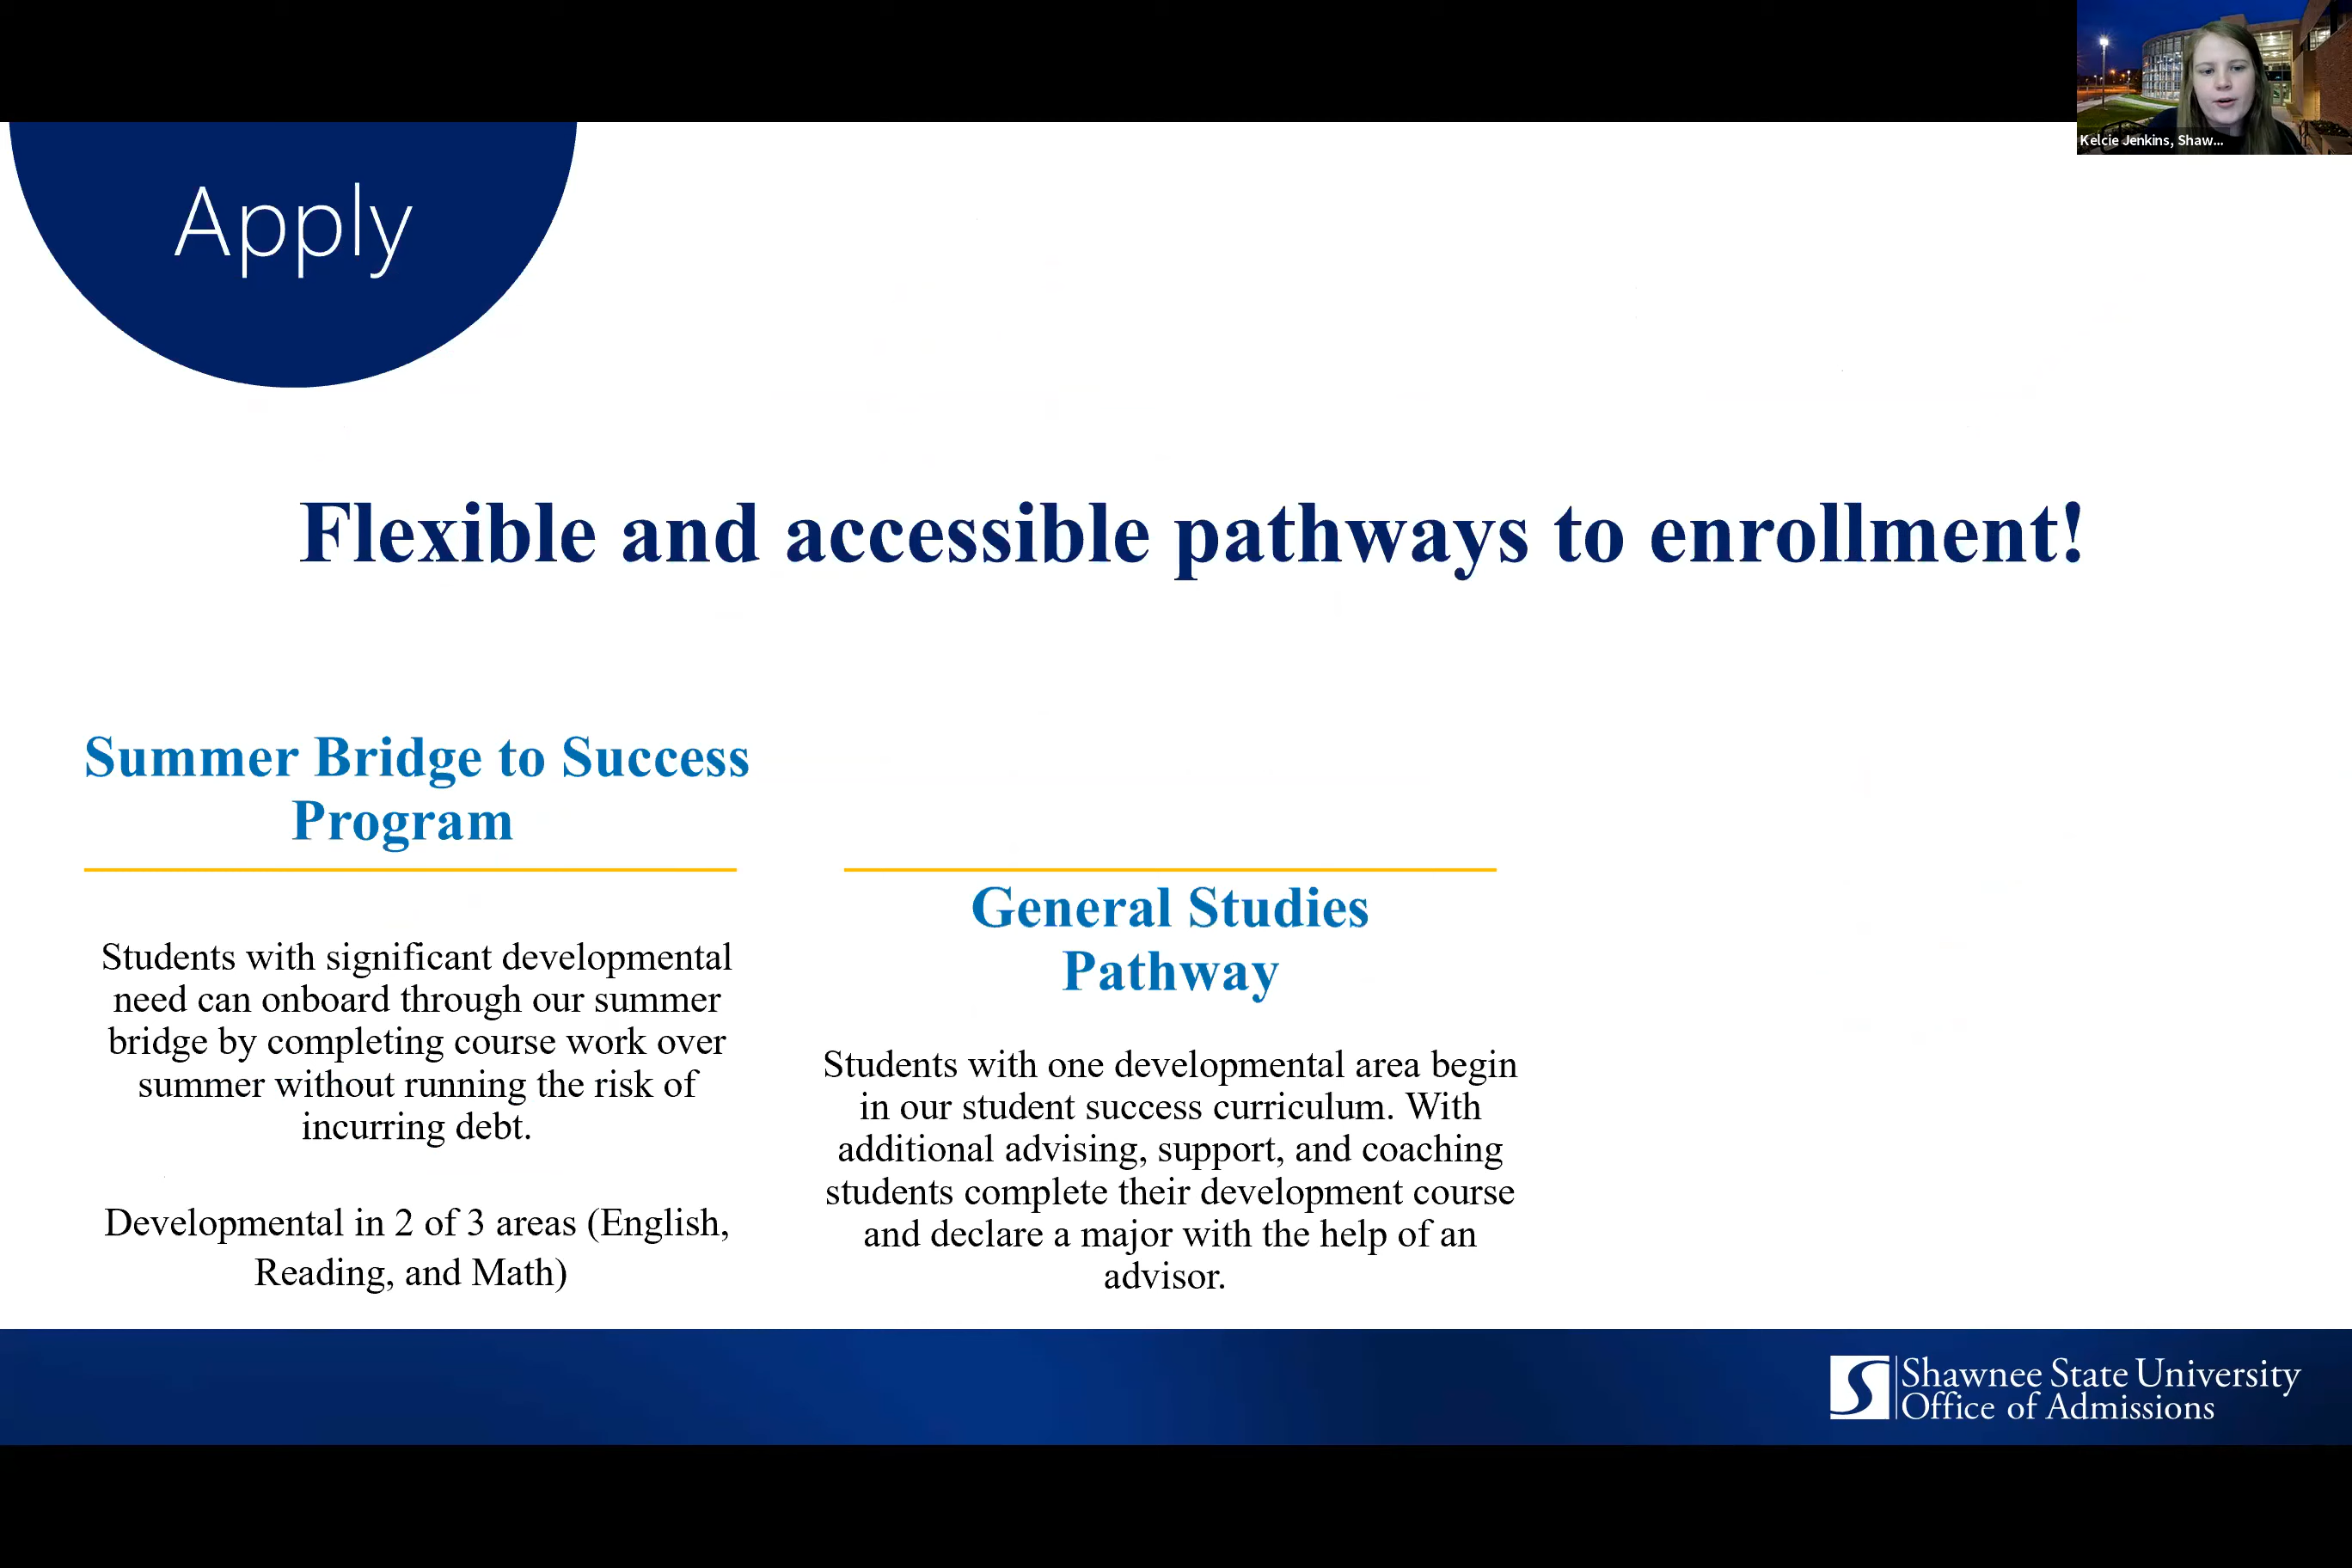 Kelcie Jenkins, Shaw...
Apply
Flexible and accessible pathways to enrollment!
Summer Bridge to Success
Program
Students with significant developmental
need can onboard through our summer
bridge by completing course work over
summer without running the risk of
incurring debt.
Developmental in 2 of 3 areas (English,
Reading, and Math)
General Studies
Pathway
Students with one developmental area begin
in our student success curriculum. With
additional advising, support, and coaching
students complete their development course
and declare a major with the help of an
advisor.
Shawnee State University
Office of Admissions